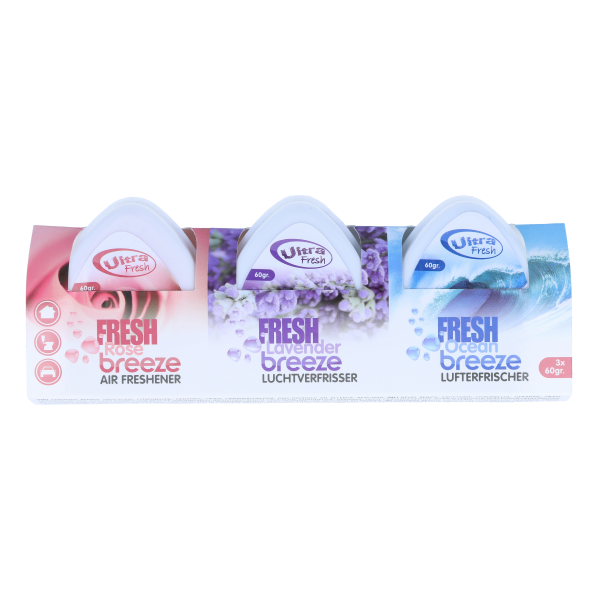 Ultra
Fresh
60gr.
FRESH
Rose
breeze
AIR FRESHENER
Ultra
Fresh
60gr.
FRESH
Lavender
breeze
LUCHTVERFRISSER
Ultra
Fresh
60gr.
FRESH
Ocean
breeze
LUFTERFRISCHER
3x
60gr.